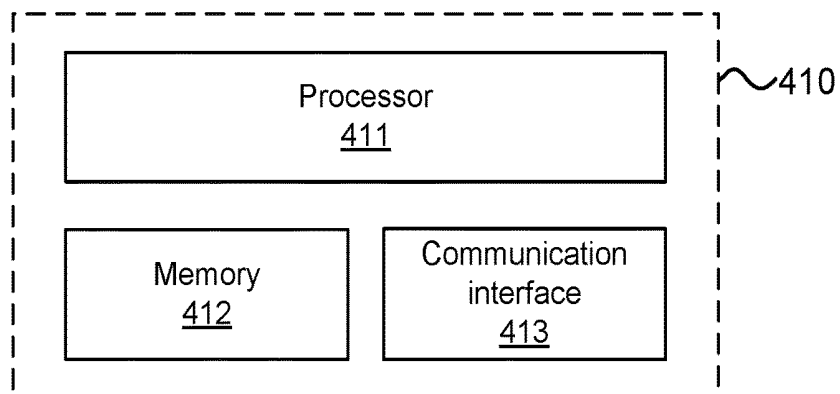 Processor
411
410
Memory
412
Communication
interface
413